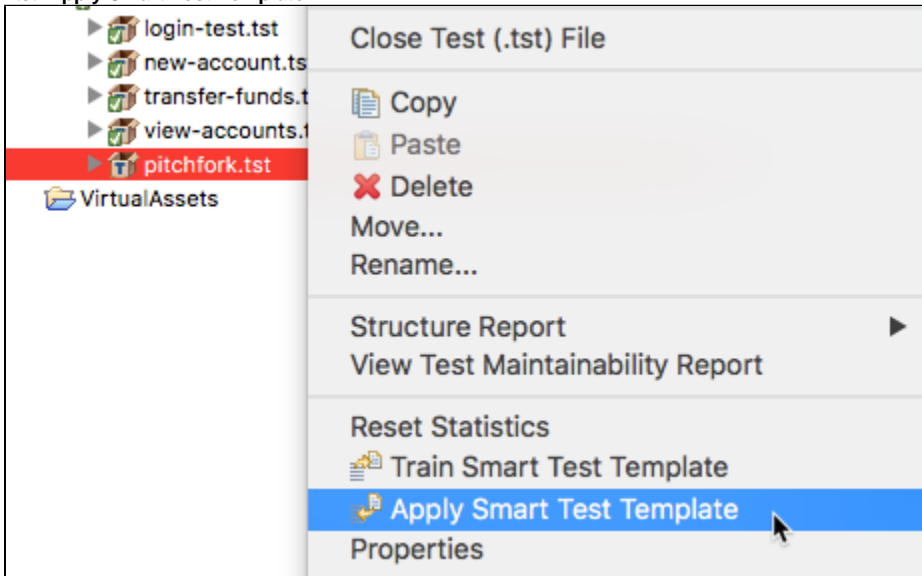 login-test.tst
Close Test (.tst) File
new-account.ts
transfer-funds.t
Copy
view-accounts.t
Paste
pitchfork.tst
Delete
VirtualAssets
Move...
Rename...
Structure Report
View Test Maintainability Report
Reset Statistics
Train Smart Test Template
Apply Smart Test Template
Properties